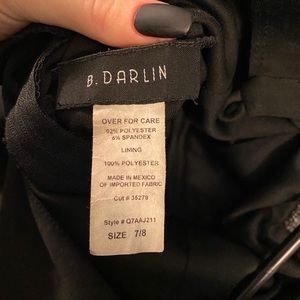 B. DARLIN
OVER FOR CARE
92% POLYESTER
8% SPANDEX
LINING
100% POLYESTER
MADE IN MEXICO
OF IMPORTED FABRIC
Cut # 35279
Style # Q7AAJ211
SIZE 7/8